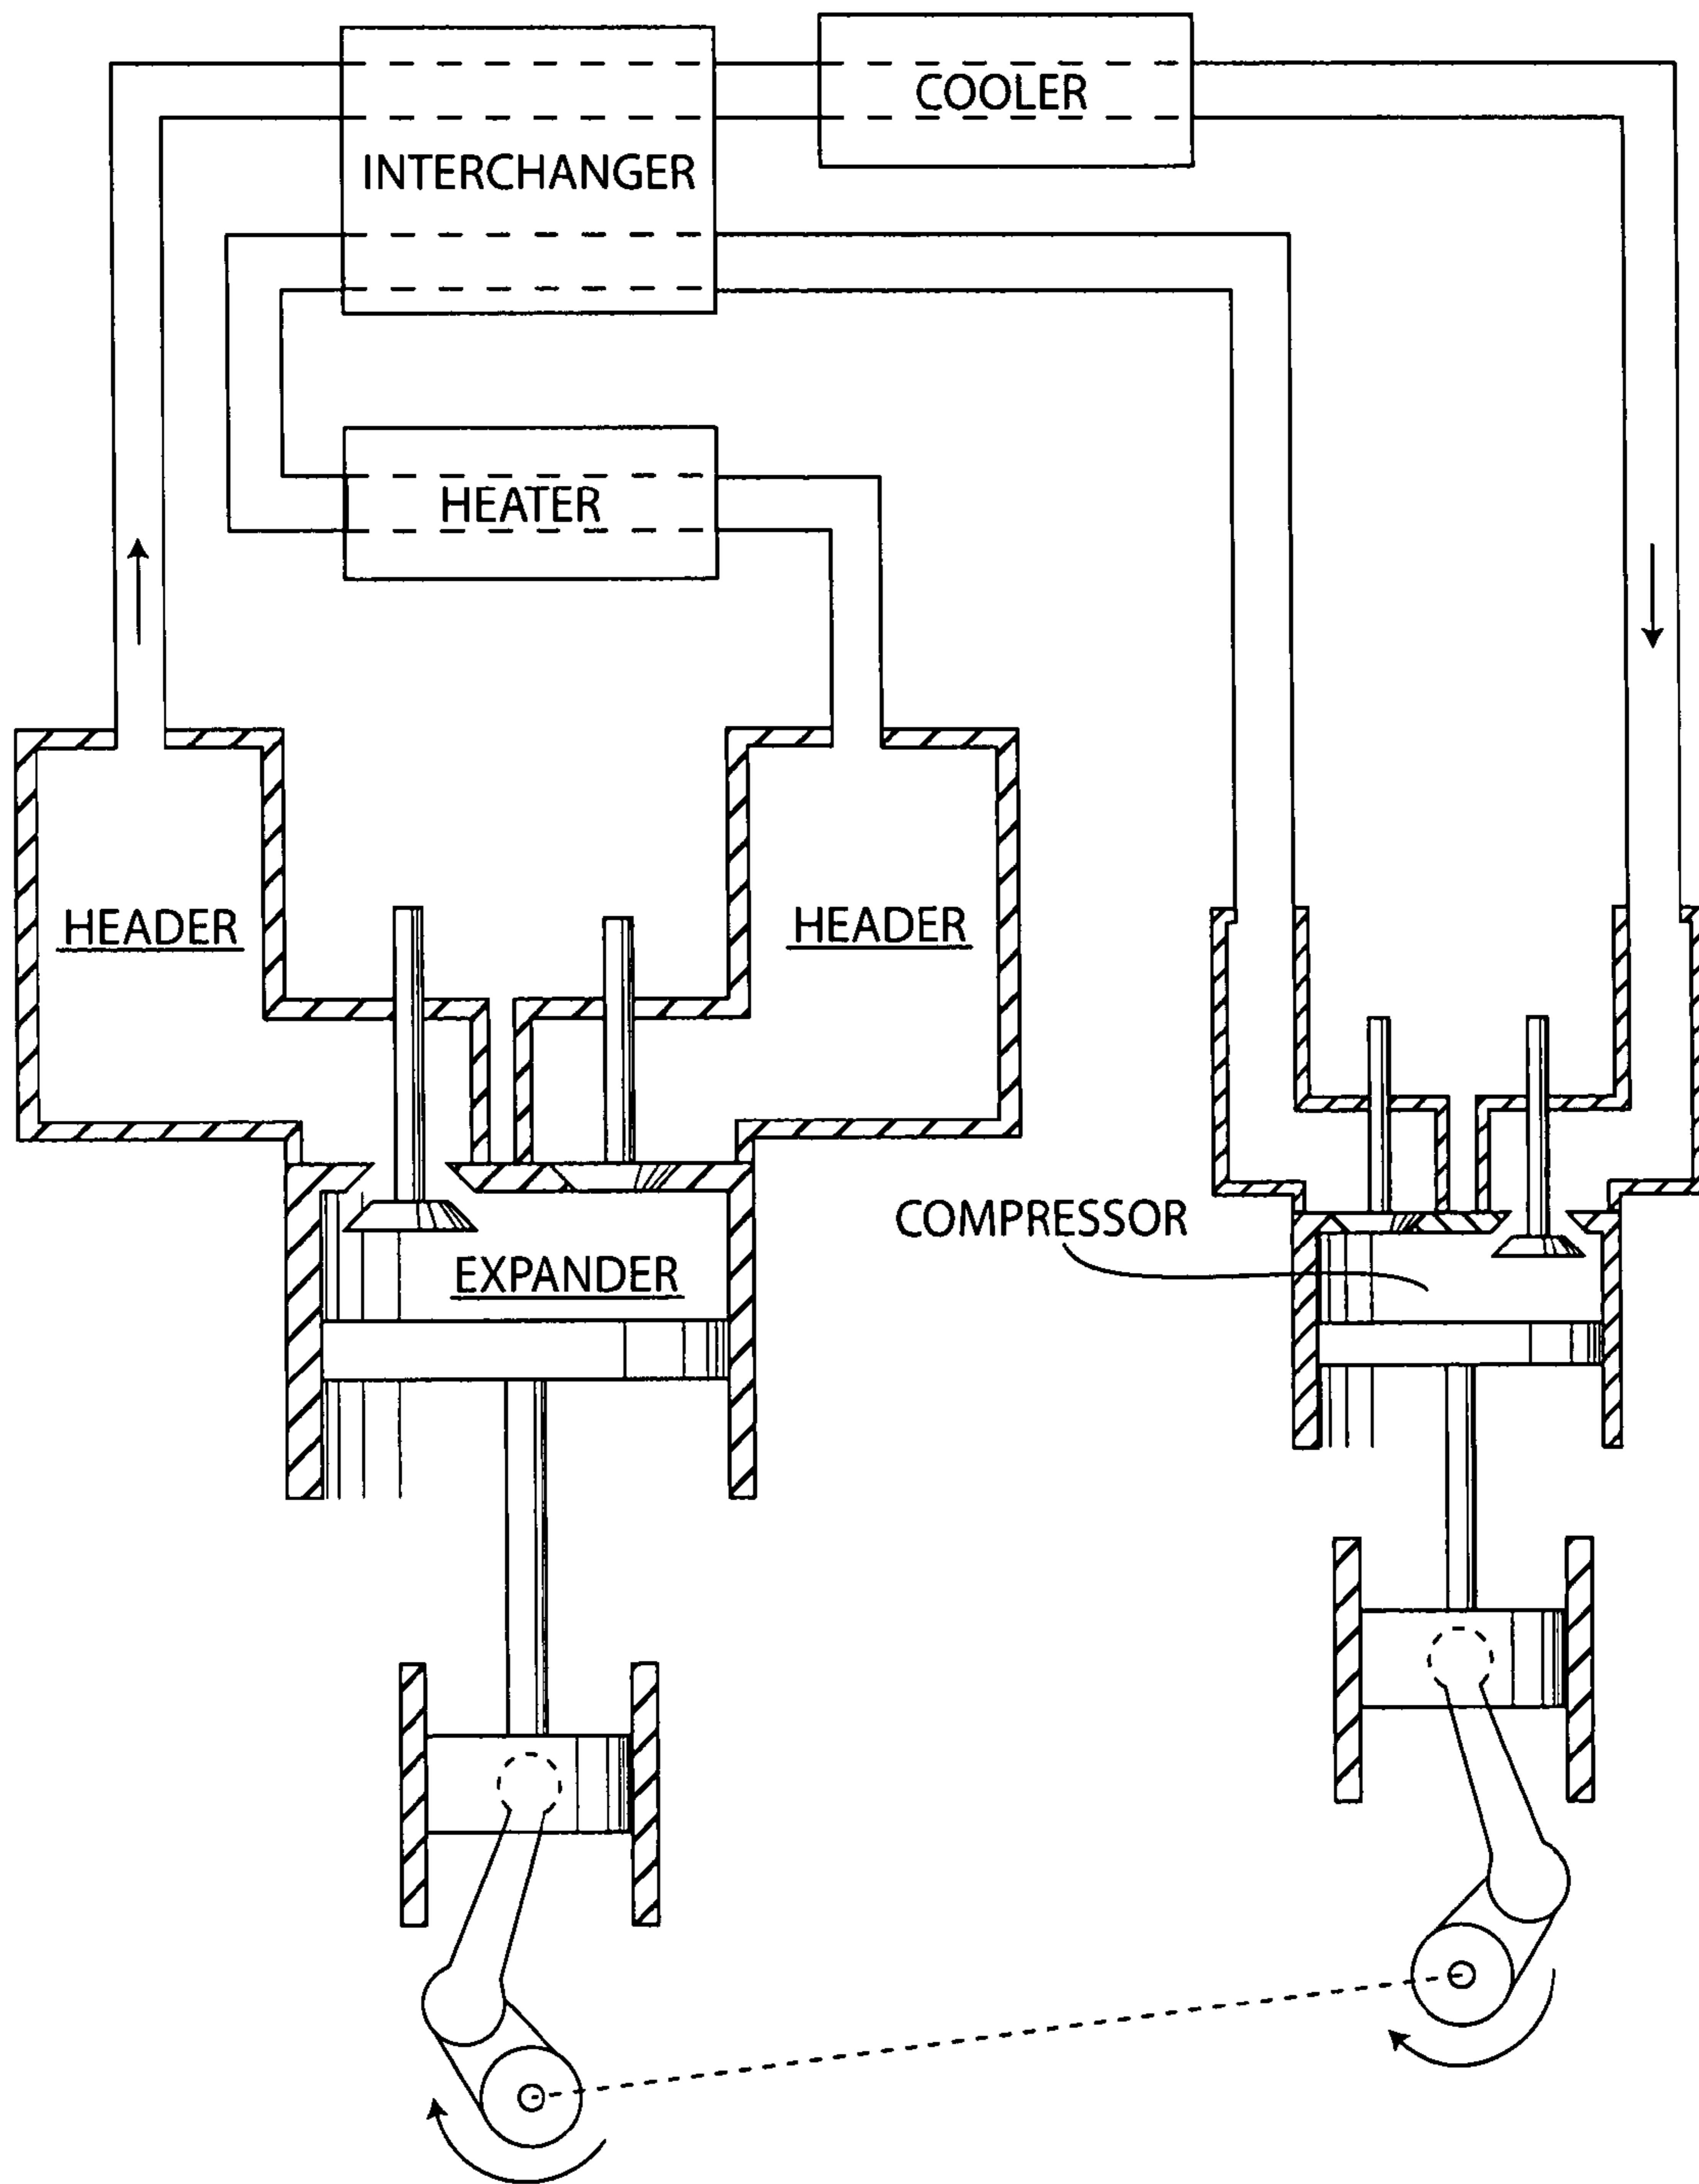 COOLER
INTERCHANGER
HEATER
HEADER
HEADER
COMPRESSOR
EXPANDER